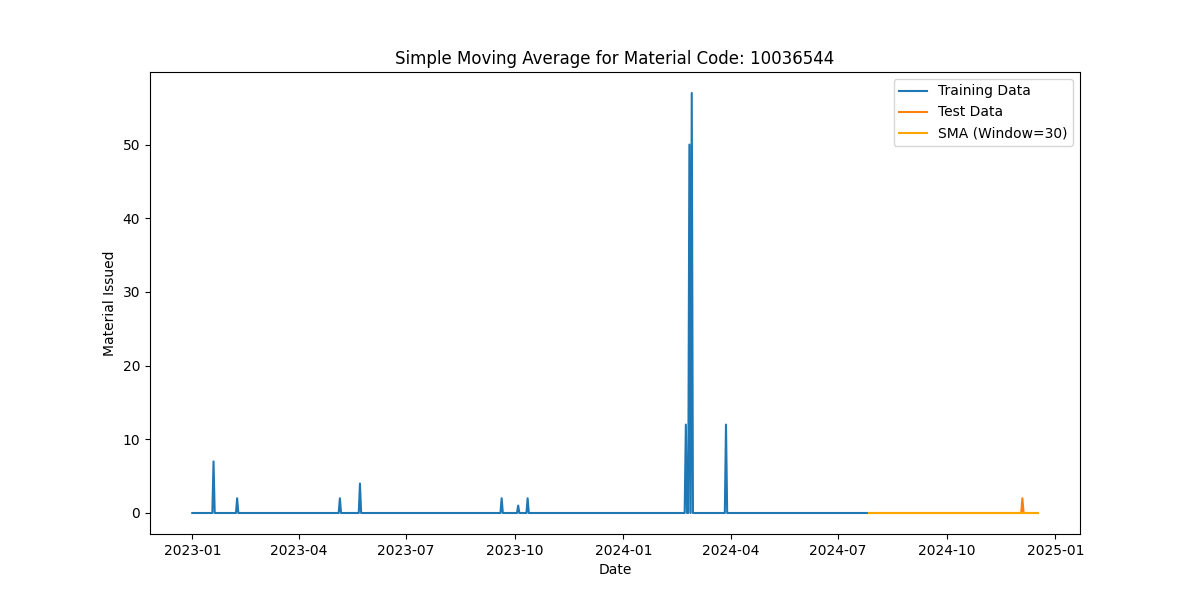 Simple Moving Average for Material Code: 10036544
Training Data
Test Data
SMA (Window=30)
Material Issued
50
40
30
20
10
0
2023-01 2023-04 2023-07 2023-10 2024-01 2024-04 2024-07 2024-10 2025-01
Date